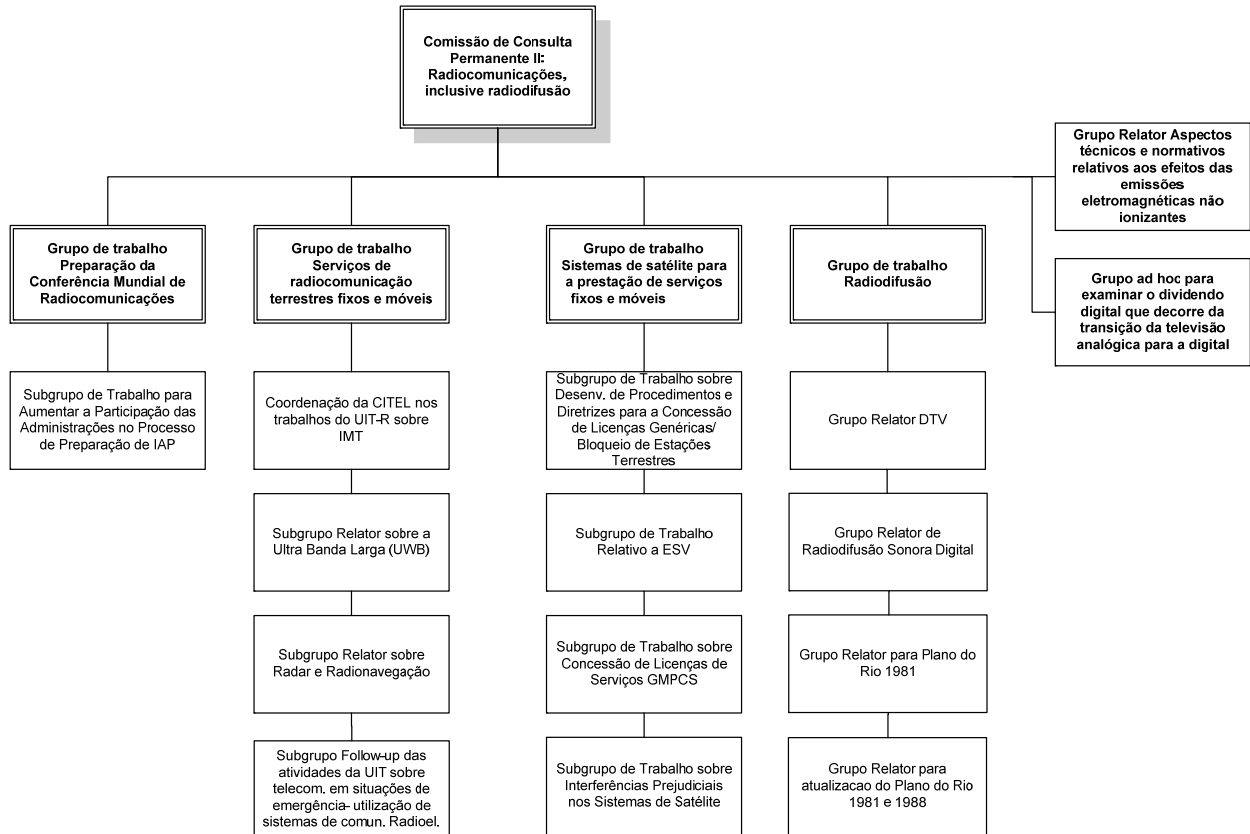 Comissão de Consulta
Permanente II:
Radiocomunicações,
inclusive radiodifusão
Grupo Relator Aspectos
técnicos e normativos
relativos aos efeitos das
emissões
eletromagnéticas não
ionizantes
Grupo ad hoc para
examinar o dividendo
digital que decorre da
transição da televisão
analógica para a digital
Grupo de trabalho
Preparação da
Conferência Mundial de
Radiocomunicações
Grupo de trabalho
Serviços de
radiocomunicação
terrestres fixos e móveis
Grupo de trabalho
Sistemas de satélite para
a prestação de serviços
fixos e móveis
Grupo de trabalho
Radiodifusão
Subgrupo de Trabalho para
Aumentar a Participação das
Administrações no Processo
de Preparação de IAP
Coordenação da CITEL nos
trabalhos do UIT-R sobre
IMT
Subgrupo Relator sobre a
Ultra Banda Larga (UWB)
Subgrupo Relator sobre
Radar e Radionavegação
Subgrupo Follow-up das
atividades da UIT sobre
telecom. em situações de
emergência- utilização de
sistemas de comun. Radioel.
Subgrupo de Trabalho sobre
Desenv. de Procedimentos e
Diretrizes para a Concessão
de Licenças Genéricas/
Bloqueio de Estações
Terrestres
Subgrupo de Trabalho
Relativo a ESV
Subgrupo de Trabalho sobre
Concessão de Licenças de
Serviços GMPCS
Subgrupo de Trabalho sobre
Interferências Prejudiciais
nos Sistemas de Satélite
Grupo Relator DTV
Grupo Relator de
Radiodifusão Sonora Digital
Grupo Relator para Plano do
Rio 1981
Grupo Relator para
atualizacao do Plano do Rio
1981 e 1988